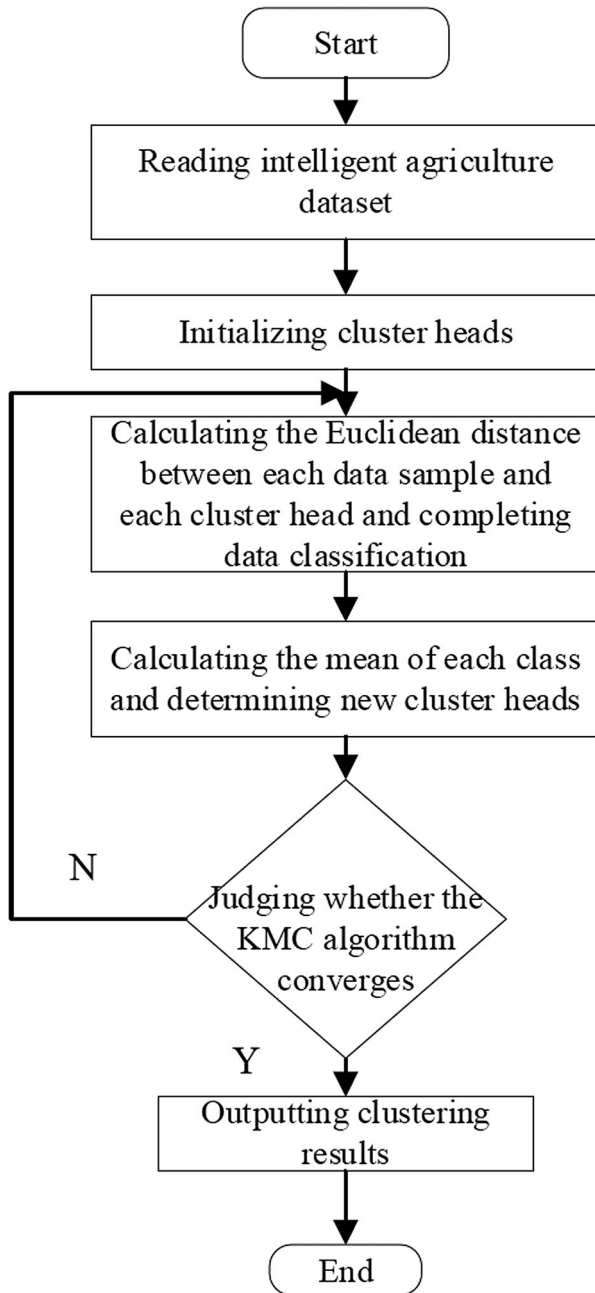 Start
Reading intelligent agriculture
dataset
Initializing cluster heads
Calculating the Euclidean distance
between each data sample and
each cluster head and completing
data classification
Calculating the mean of each class
and determining new cluster heads
N
Judging whether the
KMC algorithm
converges
Y
Outputting clustering
results
End